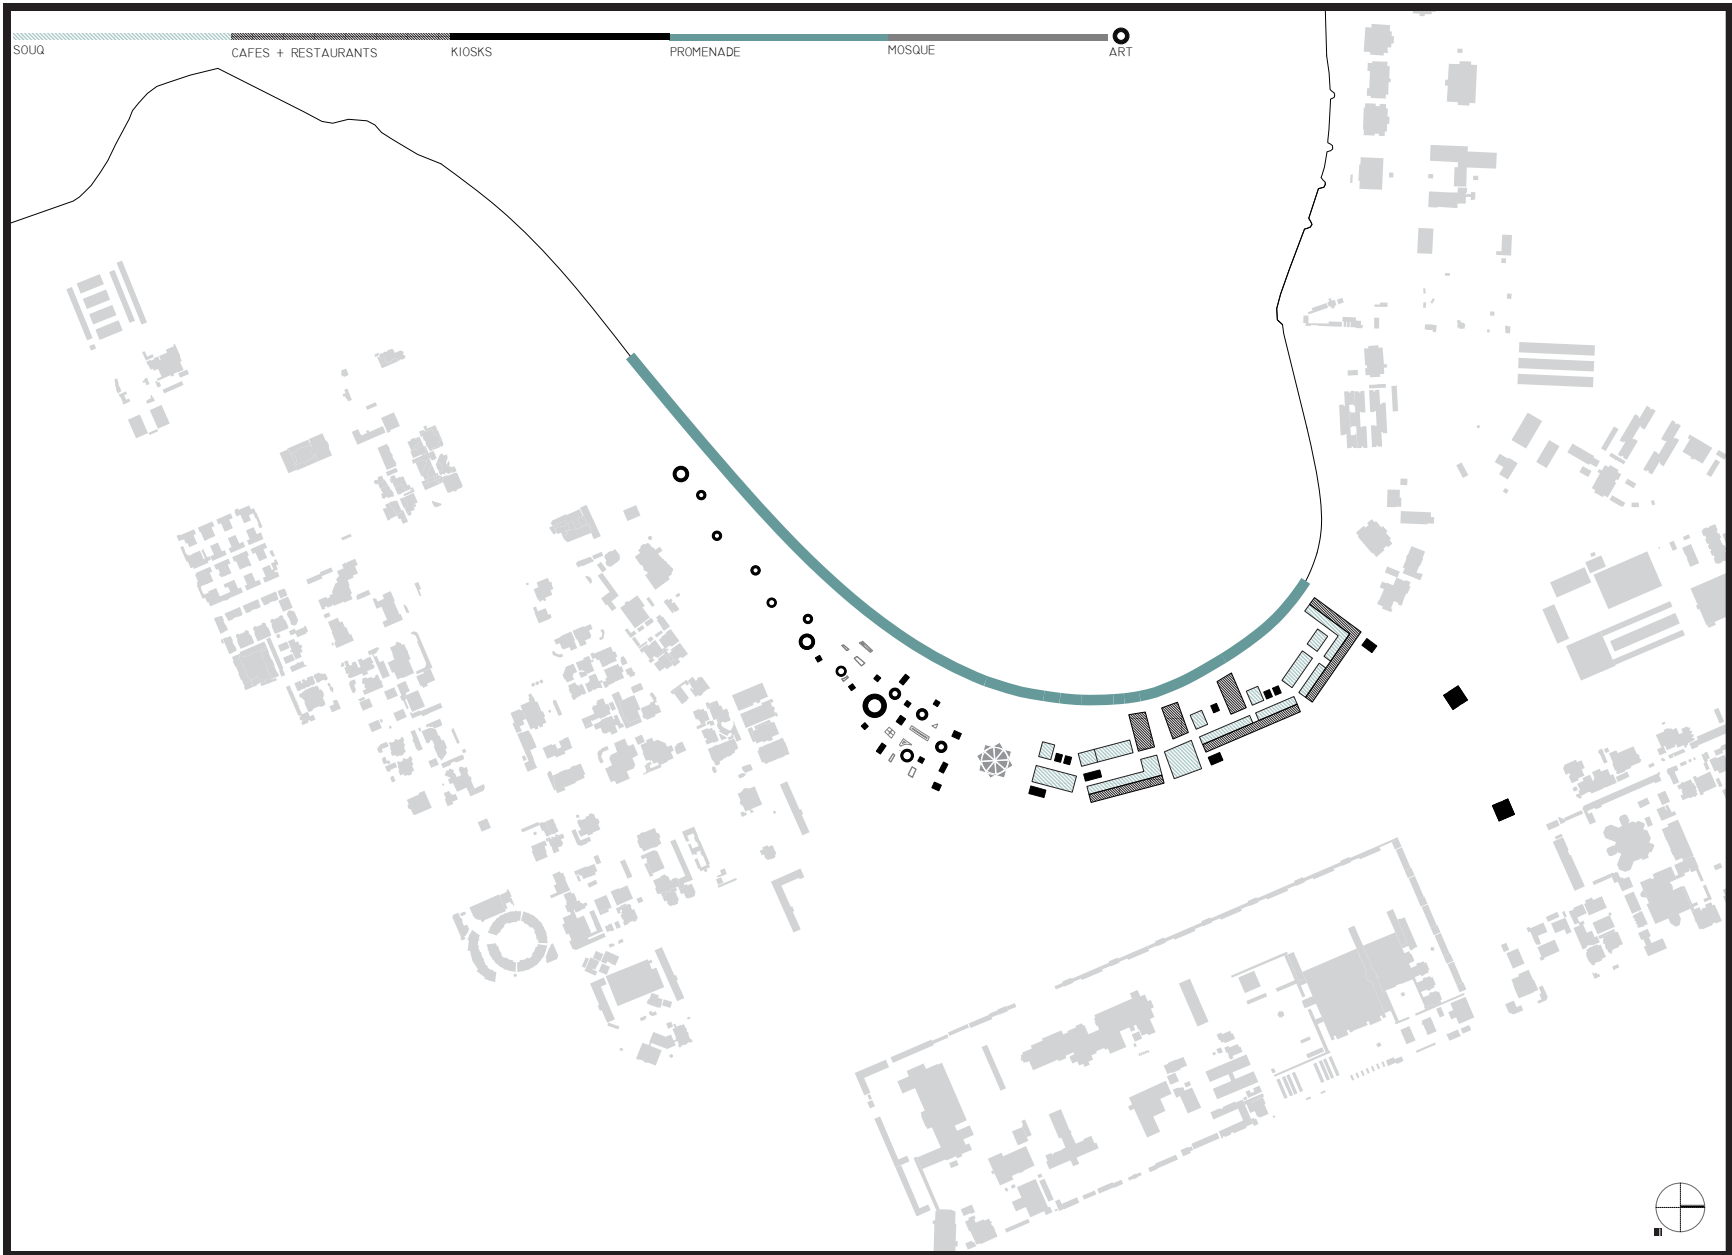 SOUQ
CAFES + RESTAURANTS
KIOSKS
PROMENADE
MOSQUE
ART